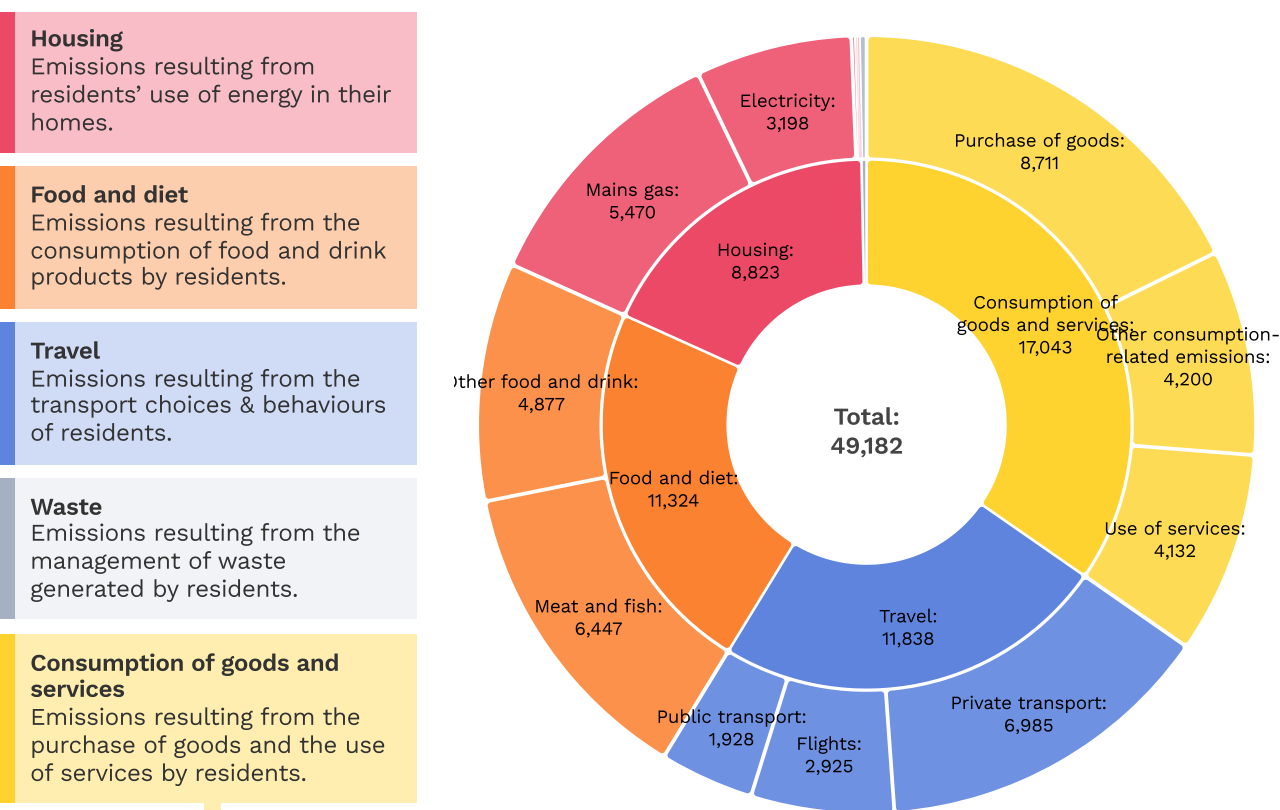 Housing
Emissions resulting from
residents’ use of energy in their
homes.
Food and diet
Emissions resulting from the
consumption of food and drink
products by residents.
Travel
Emissions resulting from the
transport choices & behaviours
of residents.
Waste
Emissions resulting from the
management of waste
generated by residents.
Consumption of goods and
services
Emissions resulting from the
purchase of goods and the use
of services by residents.
Electricity:
3,198
Purchase of goods:
8,711
Mains gas:
5,470
Housing:
8,823
Consumption of
goods and services:
17,043
Other consumption-
related emissions:
4,200
Other food and drink:
4,877
Total:
49,182
Food and diet:
11,324
Use of services:
4,132
Meat and fish:
6,447
Travel:
11,838
Private transport:
6,985
Public transport:
1,928
Flights:
2,925